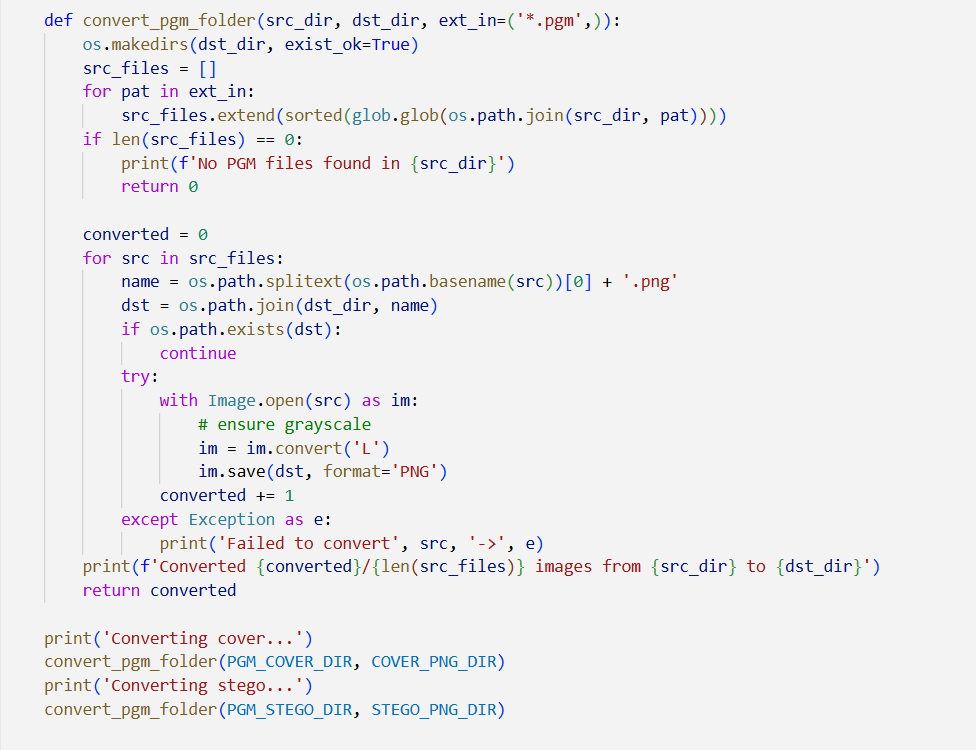 def convert_pgm_folder(src_dir, dst_dir, ext_in=('*.pgm',)):
    os.makedirs(dst_dir, exist_ok=True)
    src_files = []
    for pat in ext_in:
        src_files.extend(sorted(glob.glob(os.path.join(src_dir, pat))))
    if len(src_files) == 0:
        print(f'No PGM files found in {src_dir}')
        return 0

    converted = 0
    for src in src_files:
        name = os.path.splitext(os.path.basename(src))[0] + '.png'
        dst = os.path.join(dst_dir, name)
        if os.path.exists(dst):
            continue
        try:
            with Image.open(src) as im:
                # ensure grayscale
                im = im.convert('L')
                im.save(dst, format='PNG')
            converted += 1
        except Exception as e:
            print('Failed to convert', src, '->', e)
    print(f'Converted {converted}/{len(src_files)} images from {src_dir} to {dst_dir}')
    return converted

print('Converting cover...')
convert_pgm_folder(PGM_COVER_DIR, COVER_PNG_DIR)
print('Converting stego...')
convert_pgm_folder(PGM_STEGO_DIR, STEGO_PNG_DIR)